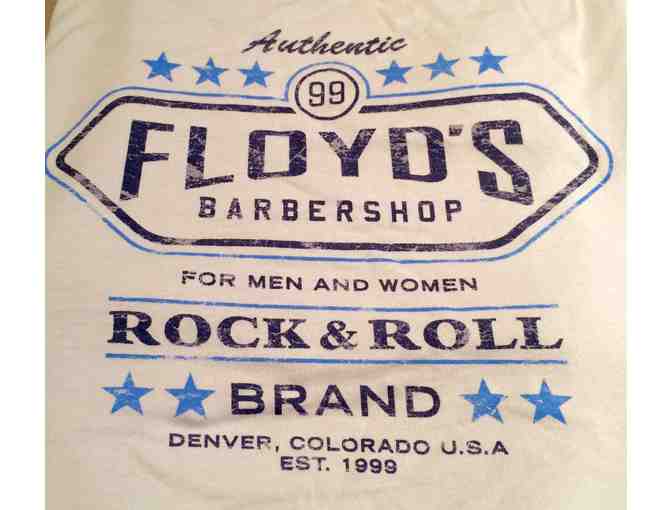 Authentic
99
FLOYD'S
BARBERSHOP
FOR MEN AND WOMEN
ROCK & ROLL
BRAND
DENVER, COLORADO U.S.A
EST. 1999